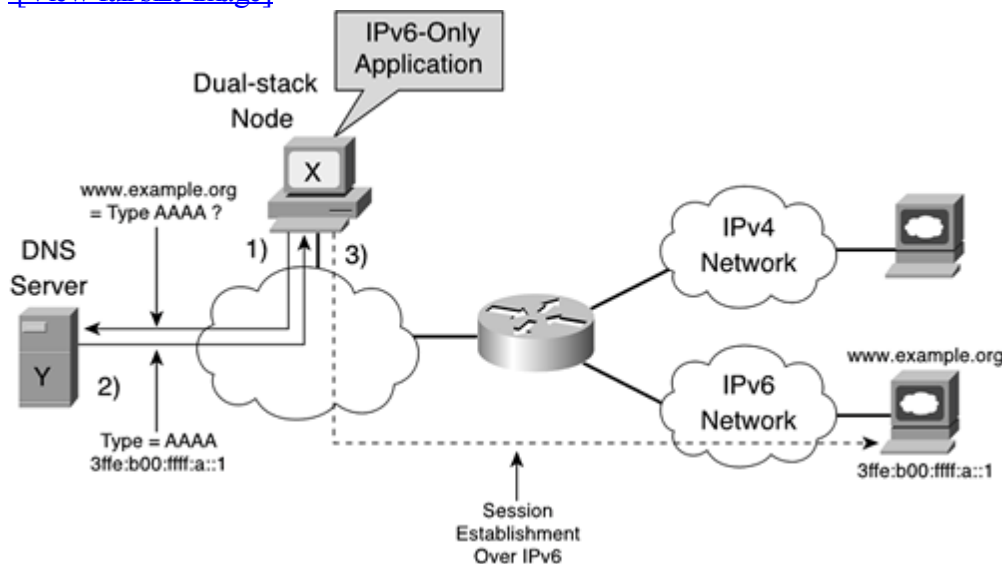 [View full size image]
IPv6-Only
Application
Dual-stack
Node
X
www.example.org
= Type AAAA ?
1)
3)
DNS
Server
Y
2)
Type = AAAA
3ffe:b00:ffff:a::1
IPv4
Network
IPv6
Network
www.example.org
3ffe:b00:ffff:a::1
Session
Establishment
Over IPv6